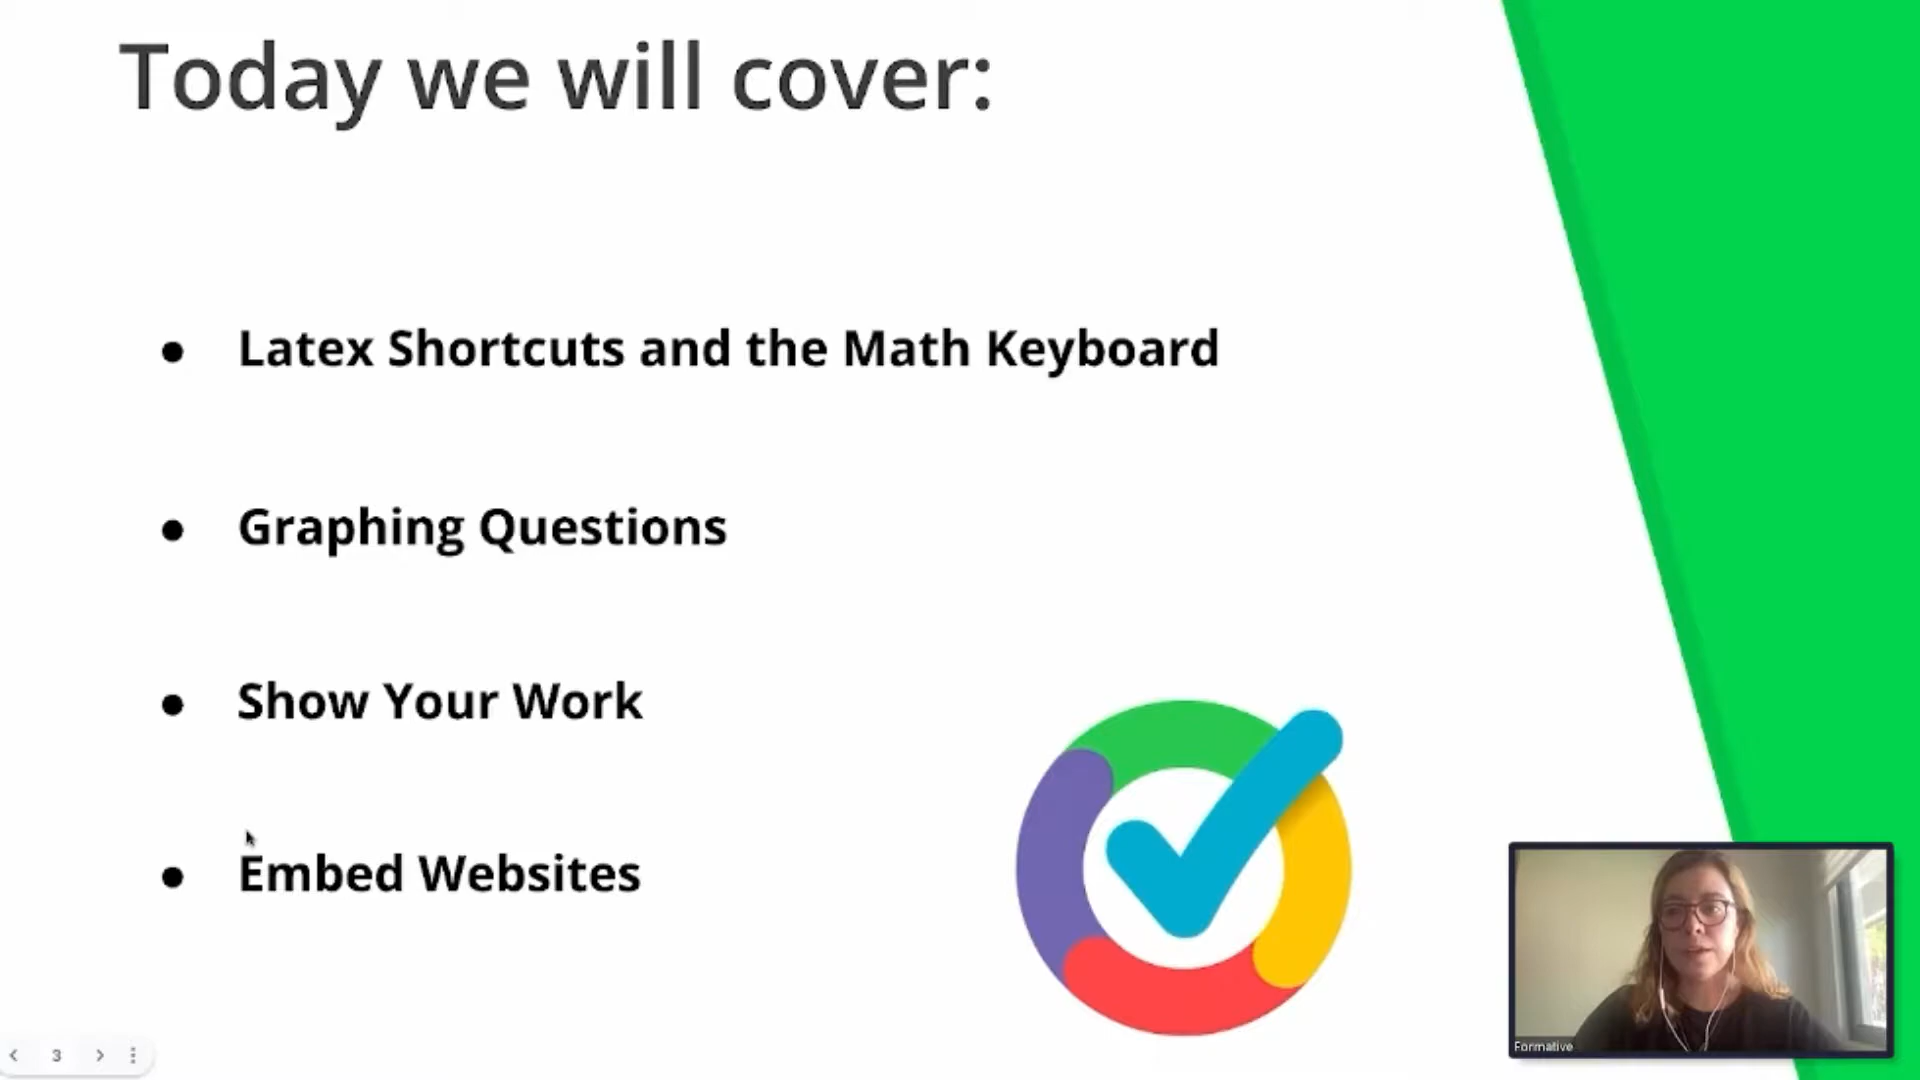 Today we will cover:
● Latex Shortcuts and the Math Keyboard
● Graphing Questions
● Show Your Work
● Embed Websites
3
Formative